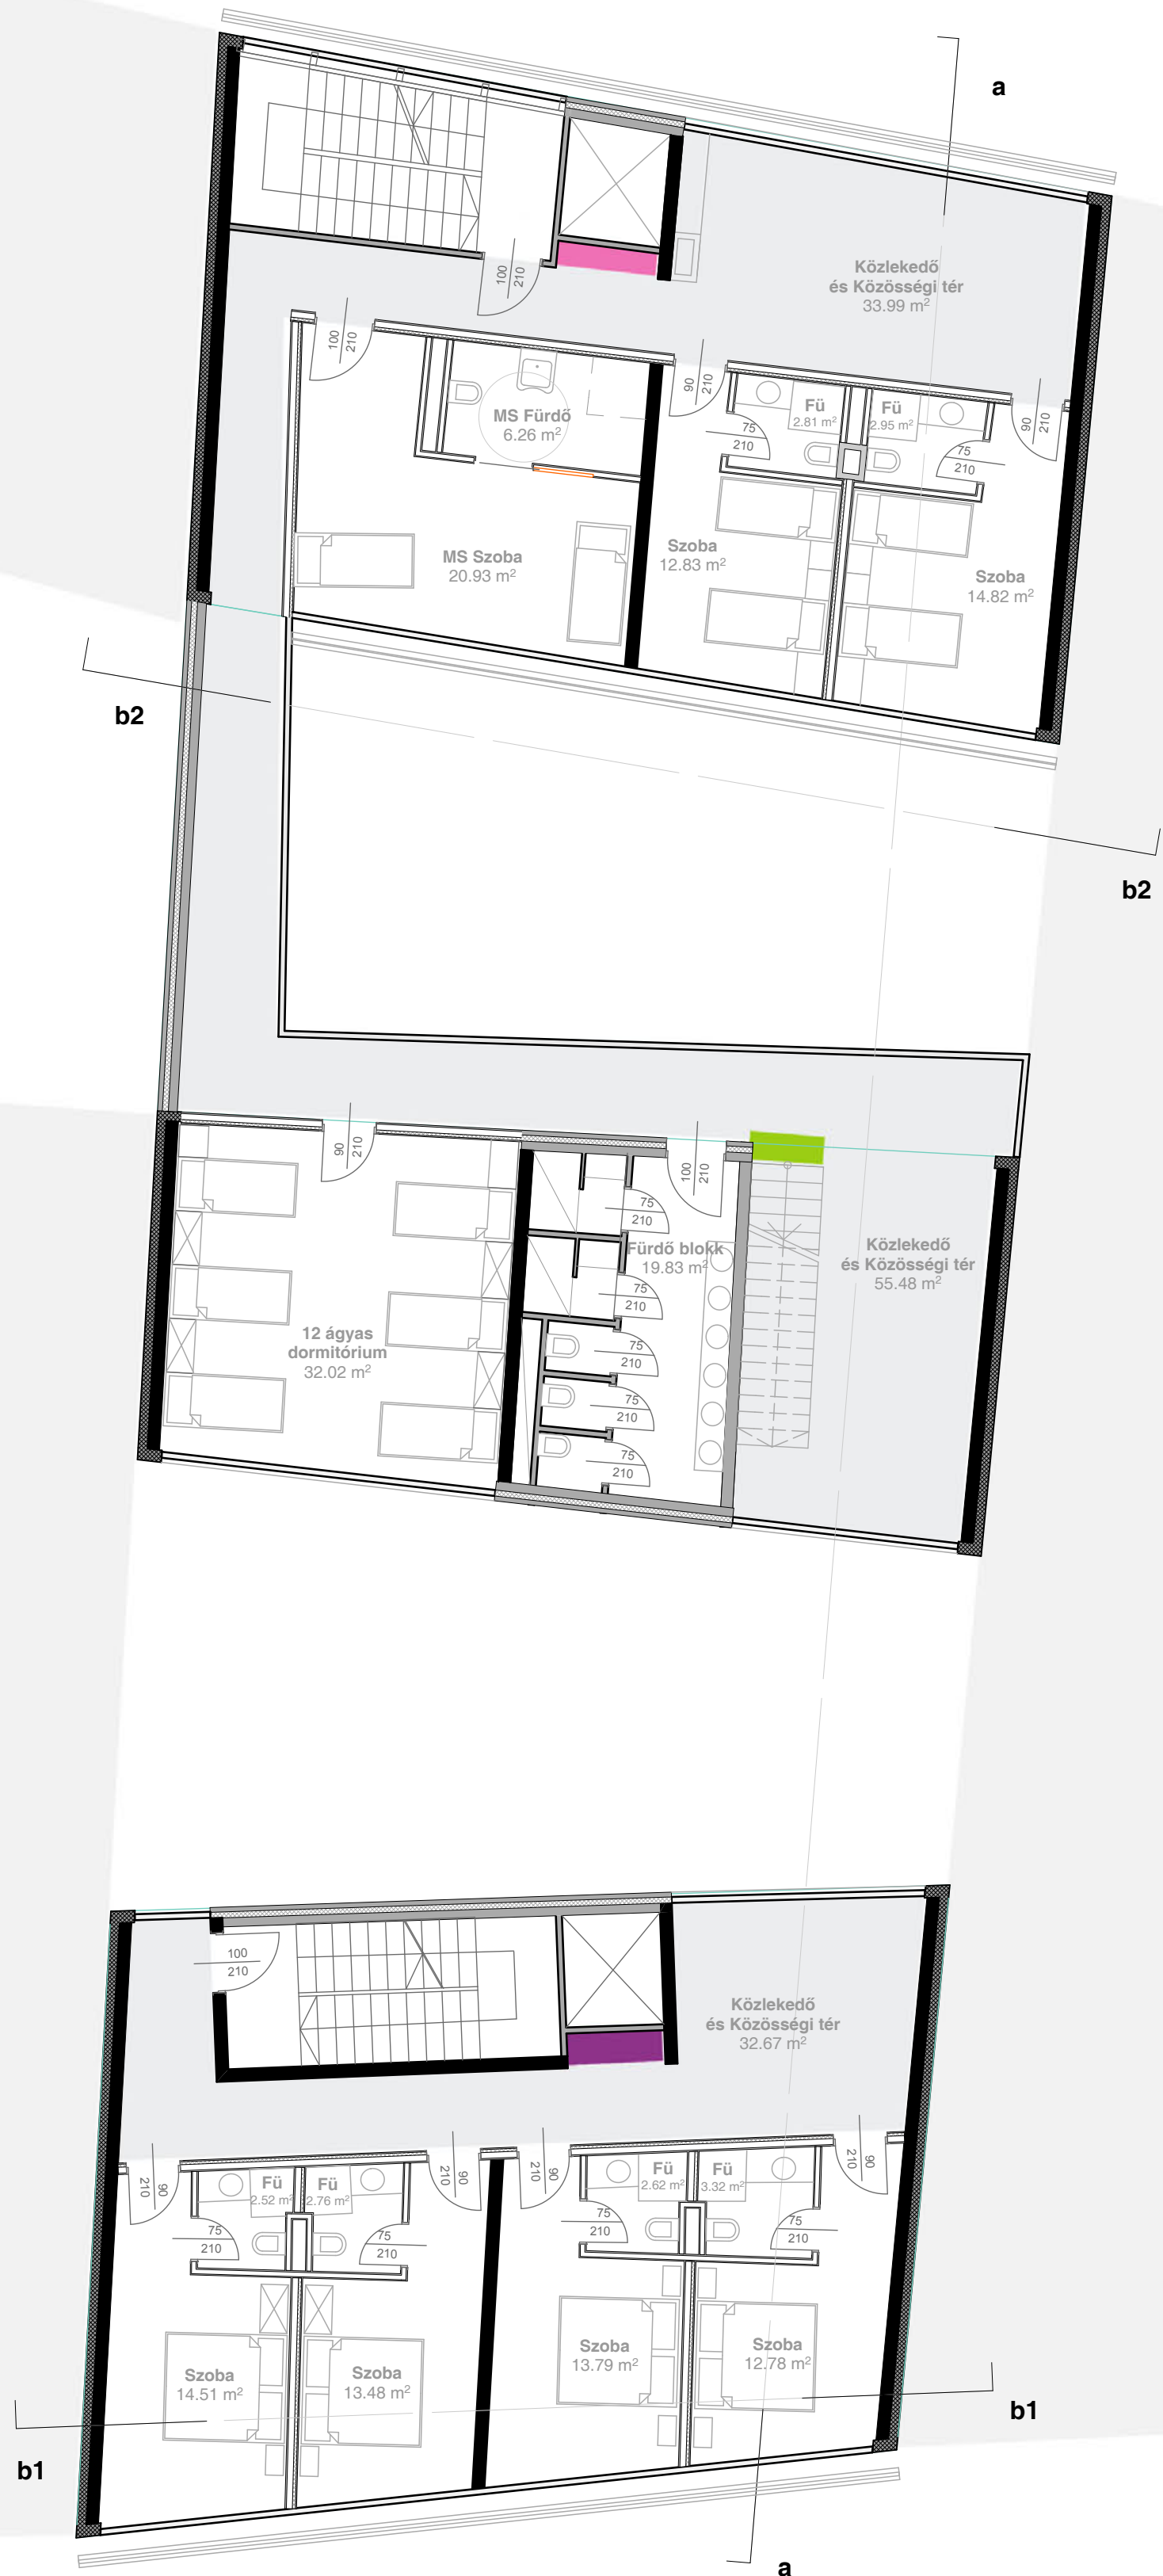 a
100
210
Közlekedő
és Közösségi tér
33.99 m²
100
210
90
210
MS Fürdő
6.26 m²
Fü
2.81 m²
Fü
2.95 m²
90
210
75
210
75
210
MS Szoba
20.93 m²
Szoba
12.83 m²
Szoba
14.82 m²
b2
b2
90
210
100
210
75
210
Fürdő blokk
19.83 m²
Közlekedő
és Közösségi tér
55.48 m²
75
210
12 ágyas
dormitórium
32.02 m²
75
210
75
210
75
210
100
210
Közlekedő
és Közösségi tér
32.67 m²
90
210
90
210
90
210
90
210
Fü
2.52 m²
Fü
2.76 m²
Fü
2.62 m²
Fü
3.32 m²
75
210
75
210
75
210
75
210
Szoba
14.51 m²
Szoba
13.48 m²
Szoba
13.79 m²
Szoba
12.78 m²
b1
b1
a